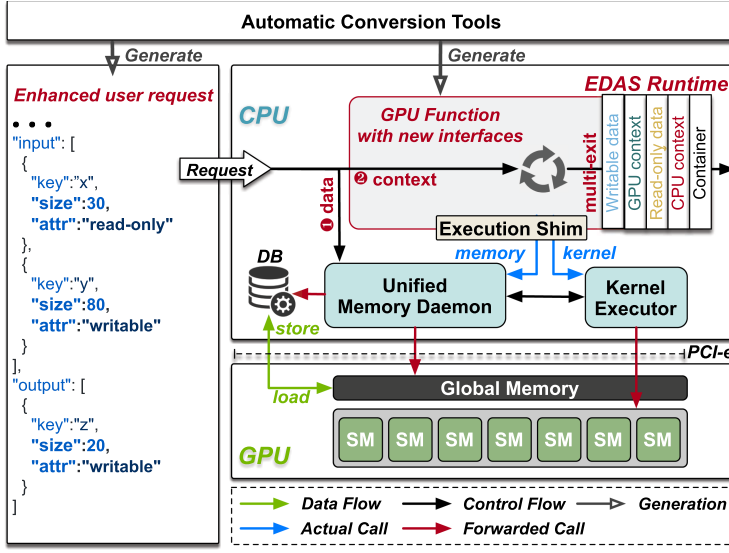 Automatic Conversion Tools
Generate
Generate
Enhanced user request
• • •
"input": [
{
"key":"x",
"size":30,
"attr":"read-only"
},
{
"key":"y",
"size":80,
"attr":"writable"
}
],
"output": [
{
"key":"z",
"size":20,
"attr":"writable"
}
]
EDAS Runtime
CPU
GPU Function
with new interfaces
Request
❷ context
❶ data
multi-exit
Writable data
GPU context
Read-only data
CPU context
Container
Execution Shim
memory
kernel
DB
Unified
Memory Daemon
Kernel
Executor
store
PCI-e
load
Global Memory
SM SM SM SM SM SM SM
GPU
Data Flow
Control Flow
Generation
Actual Call
Forwarded Call